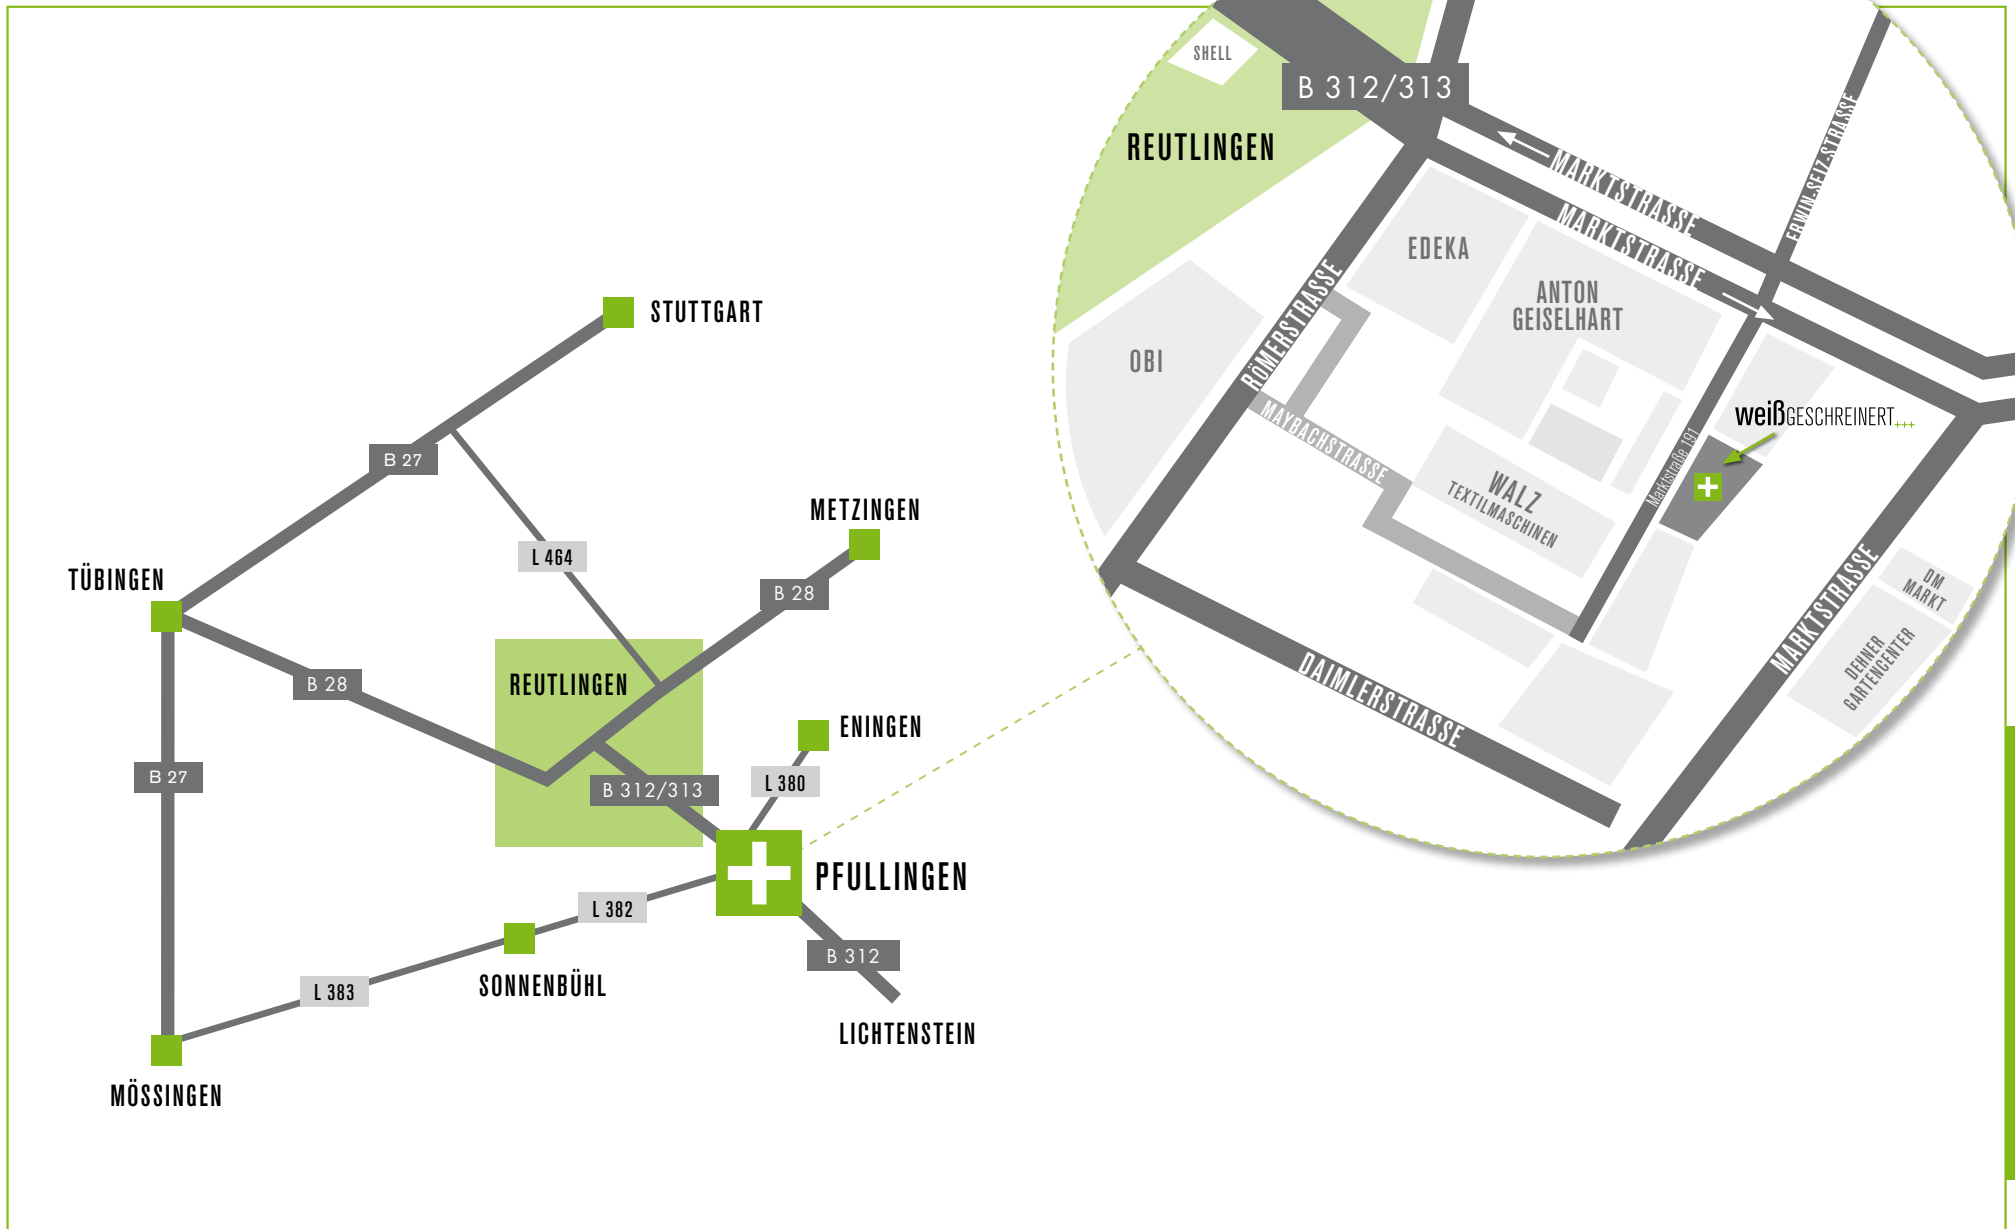 STUTTGART
B 27
METZINGEN
L 464
TÜBINGEN
B 28
REUTLINGEN
B 28
ENINGEN
B 27
B 312/313
L 380
PFULLINGEN
L 382
B 312
SONNENBÜHL
L 383
LICHTENSTEIN
MÖSSINGEN
SHELL
B 312/313
REUTLINGEN
MARKTSTRASSE
ERWIN-SEIZ-STRASSE
MARKTSTRASSE
EDEKA
ANTON
GEISELHART
RÖMERSTRASSE
OBI
MAYBACHSTRASSE
weißGESCHREINERT+++
Marktstraße 191
WALZ
TEXTILMASCHINEN
MARKTSTRASSE
DM
MARKT
DEHNER
GARTENCENTER
DAIMLERSTRASSE